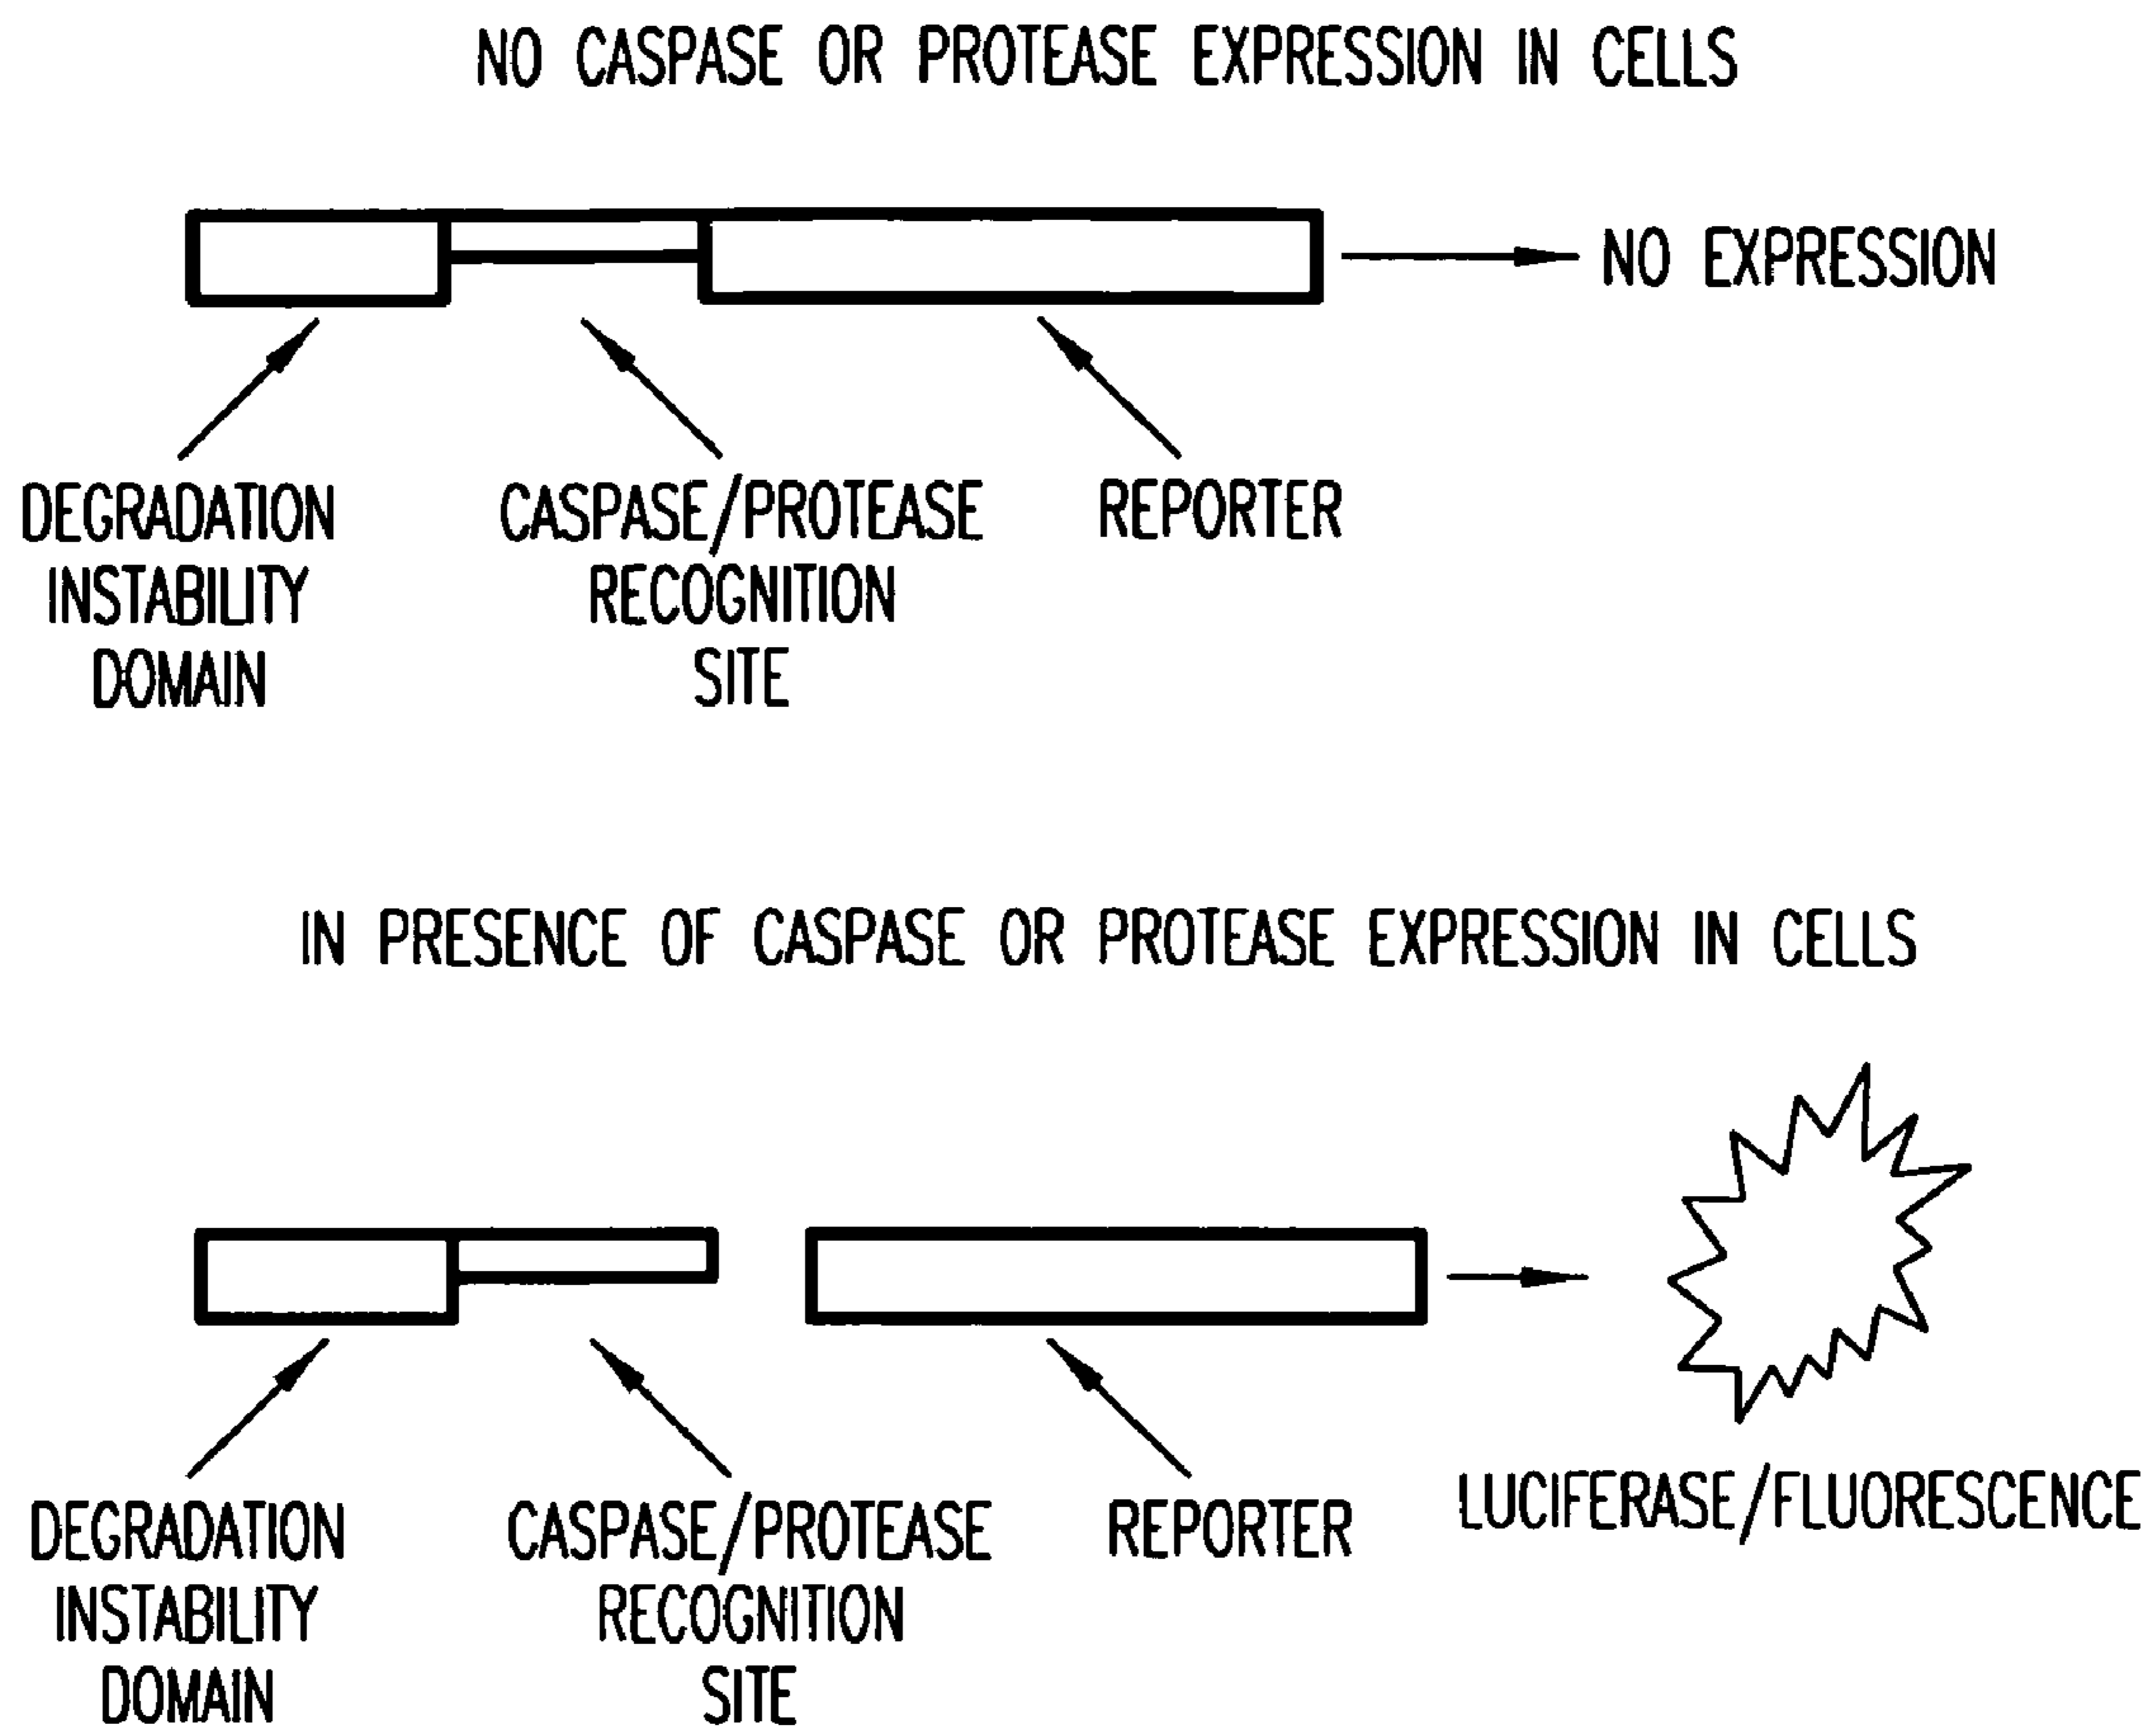 NO CASPASE OR PROTEASE EXPRESSION IN CELLS
NO EXPRESSION
DEGRADATION
INSTABILITY
DOMAIN
CASPASE/PROTEASE
RECOGNITION
SITE
REPORTER
IN PRESENCE OF CASPASE OR PROTEASE EXPRESSION IN CELLS
DEGRADATION
INSTABILITY
DOMAIN
CASPASE/PROTEASE
RECOGNITION
SITE
REPORTER
LUCIFERASE/FLUORESCENCE